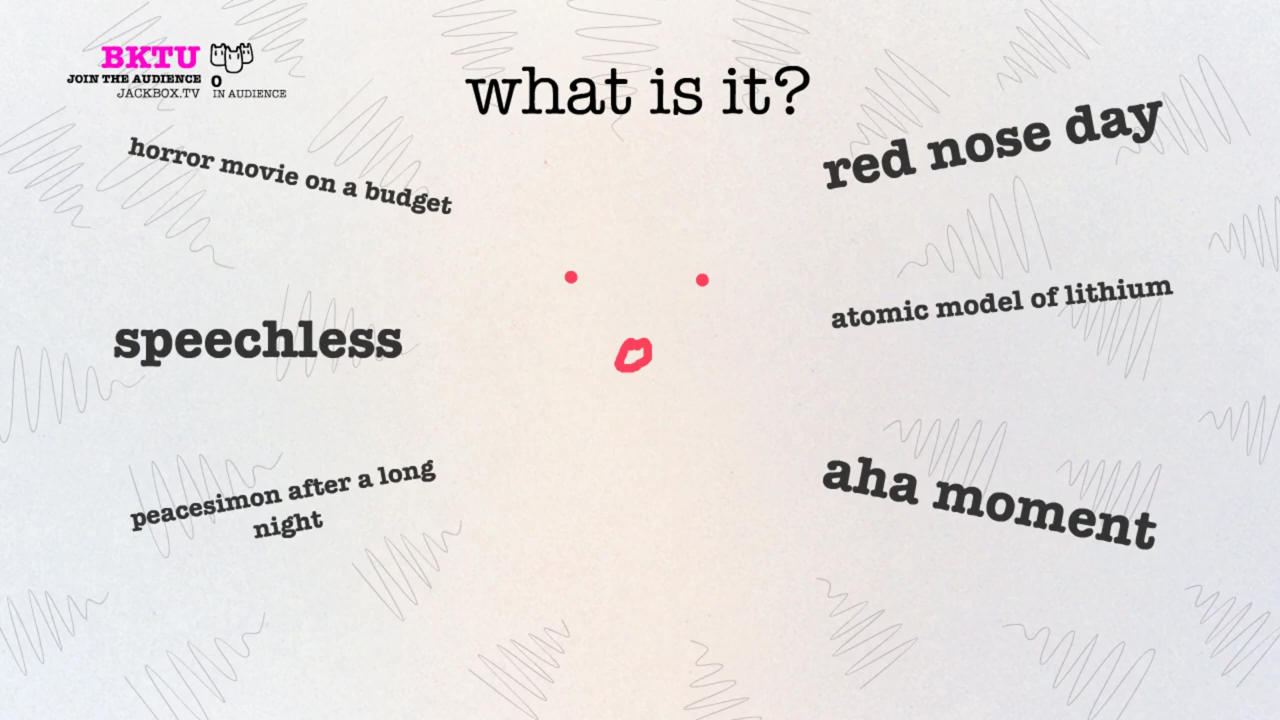 BKTU
JOIN THE AUDIENCE
JACKBOX.TV
0
IN AUDIENCE
what is it?
horror movie on a budget
red nose day
speechless
atomic model of lithium
peacesimon after a long
night
aha moment